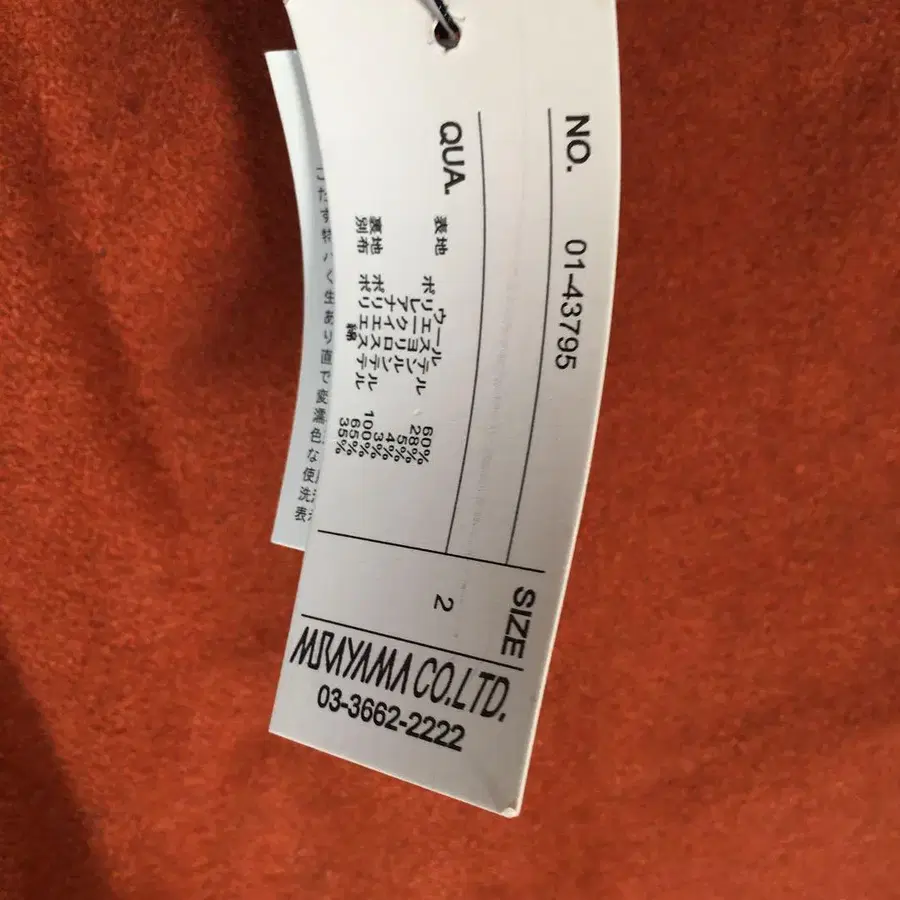 NO. 01-43795
QUA.
表地 ウール 60%
ポリエステル 28%
レーヨン 5%
アクリル 4%
ナイロン 3%
裏地 ポリエステル 100%
別布 ポリエステル 65%
綿 35%
SIZE
2
MURAYAMA CO.LTD.
03-3662-2222